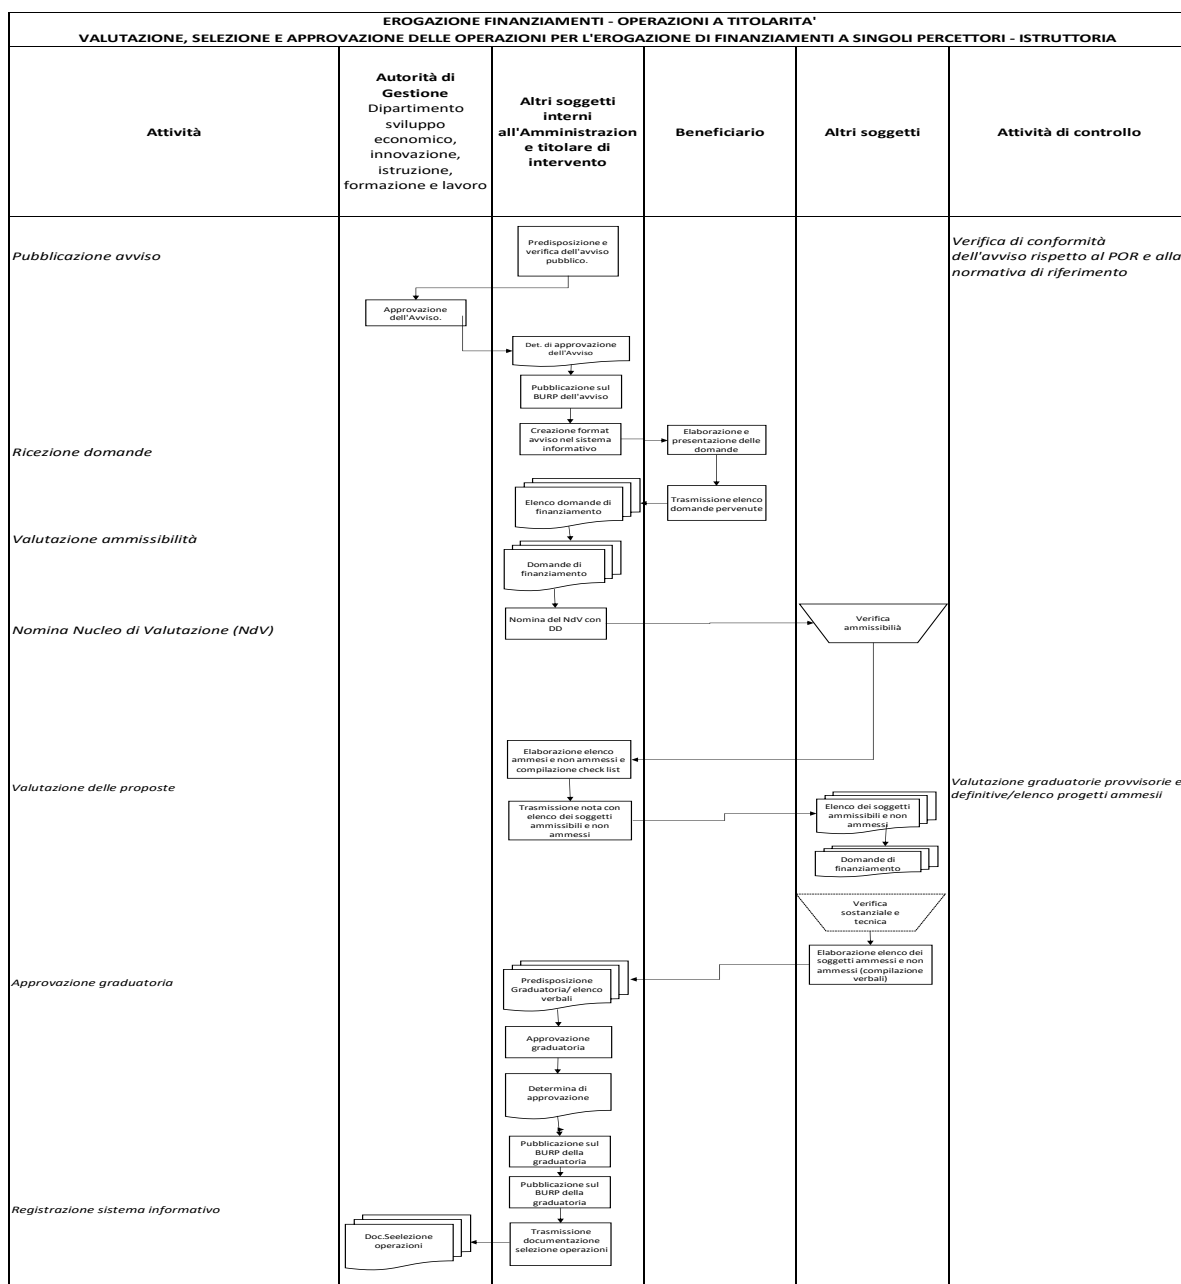 EROGAZIONE FINANZIAMENTI - OPERAZIONI A TITOLARITA'
VALUTAZIONE, SELEZIONE E APPROVAZIONE DELLE OPERAZIONI PER L'EROGAZIONE DI FINANZIAMENTI A SINGOLI PERCETTORI - ISTRUTTORIA
Attività
Autorità di
Gestione
Dipartimento
sviluppo
economico,
innovazione,
istruzione,
formazione e lavoro
Altri soggetti
interni
all'Amministrazion
e titolare di
intervento
Beneficiario
Altri soggetti
Attività di controllo
Pubblicazione avviso
Predisposizione e
verifica dell'avviso
pubblico.
Verifica di conformità
dell'avviso rispetto al POR e alla
normativa di riferimento
Approvazione
dell'Avviso.
Det. di approvazione
dell'Avviso
Pubblicazione sul
BURP dell'avviso
Ricezione domande
Creazione format
avviso nel sistema
informativo
Elaborazione e
presentazione delle
domande
Elenco domande di
finanziamento
Trasmissione elenco
domande pervenute
Valutazione ammissibilità
Domande di
finanziamento
Nomina Nucleo di Valutazione (NdV)
Nomina del NdV con
DD
Verifica
ammissibilià
Elaborazione elenco
ammesi e non ammessi e
compilazione check list
Valutazione delle proposte
Trasmissione nota con
elenco dei soggetti
ammissibili e non
ammessi
Elenco dei soggetti
ammissibili e non
ammessi
Valutazione graduatorie provvisorie e
definitive/elenco progetti ammesii
Domande di
finanziamento
Verifica
sostanziale e
tecnica
Elaborazione elenco dei
soggetti ammessi e non
ammessi (compilazione
verbali)
Approvazione graduatoria
Predisposizione
Graduatoria/ elenco
verbali
Approvazione
graduatoria
Determina di
approvazione
Pubblicazione sul
BURP della
graduatoria
Pubblicazione sul
BURP della
graduatoria
Registrazione sistema informativo
Doc.Seelezione
operazioni
Trasmissione
documentazione
selezione operazioni